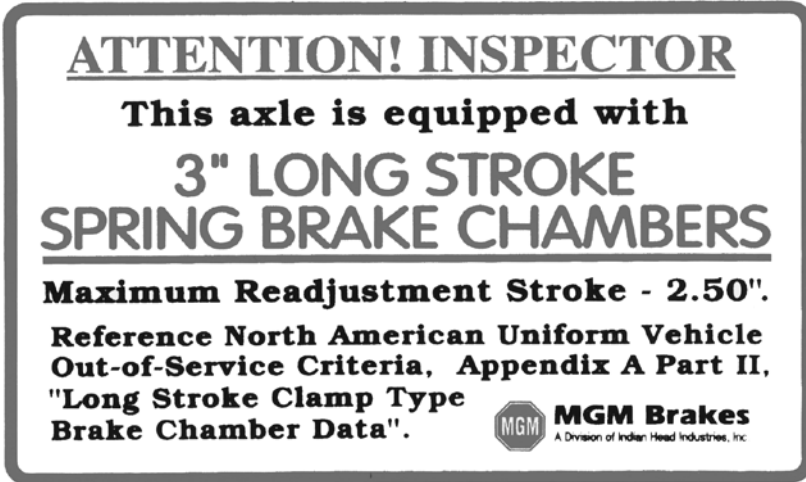 ATTENTION! INSPECTOR
This axle is equipped with
3" LONG STROKE
SPRING BRAKE CHAMBERS
Maximum Readjustment Stroke - 2.50".
Reference North American Uniform Vehicle
Out-of-Service Criteria, Appendix A Part II,
"Long Stroke Clamp Type
Brake Chamber Data".
MGM
MGM Brakes
A Division of Indian Head Industries, Inc